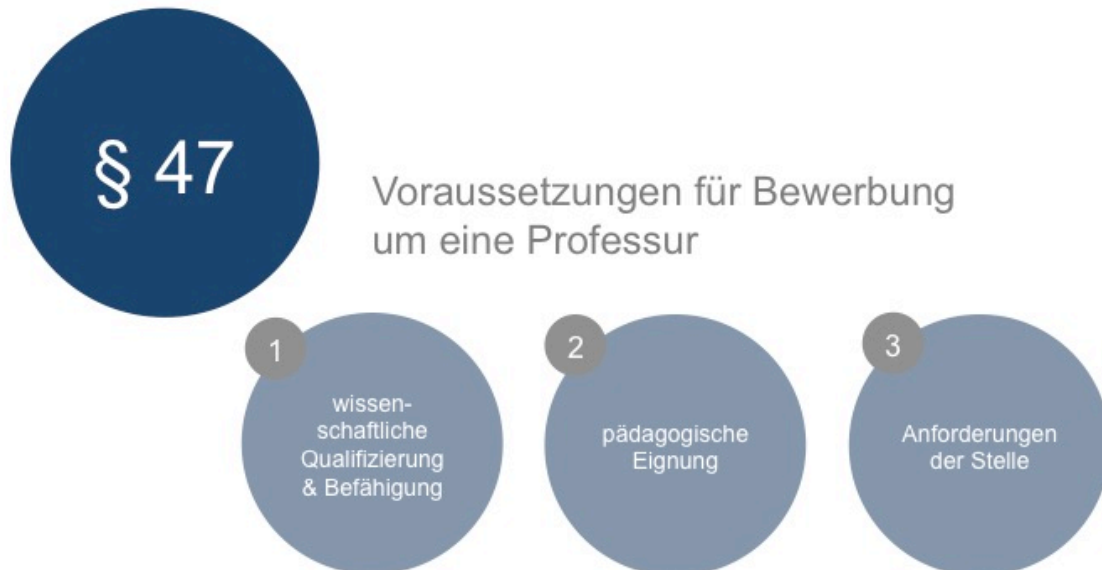 § 47
Voraussetzungen für Bewerbung
um eine Professur
1
wissen-
schaftliche
Qualifizierung
& Befähigung
2
pädagogische
Eignung
3
Anforderungen
der Stelle